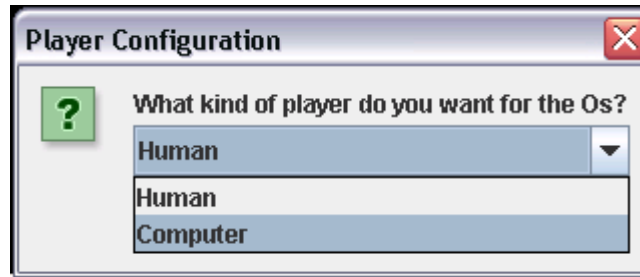 Player Configuration
What kind of player do you want for the Os?
Human
Human
Computer